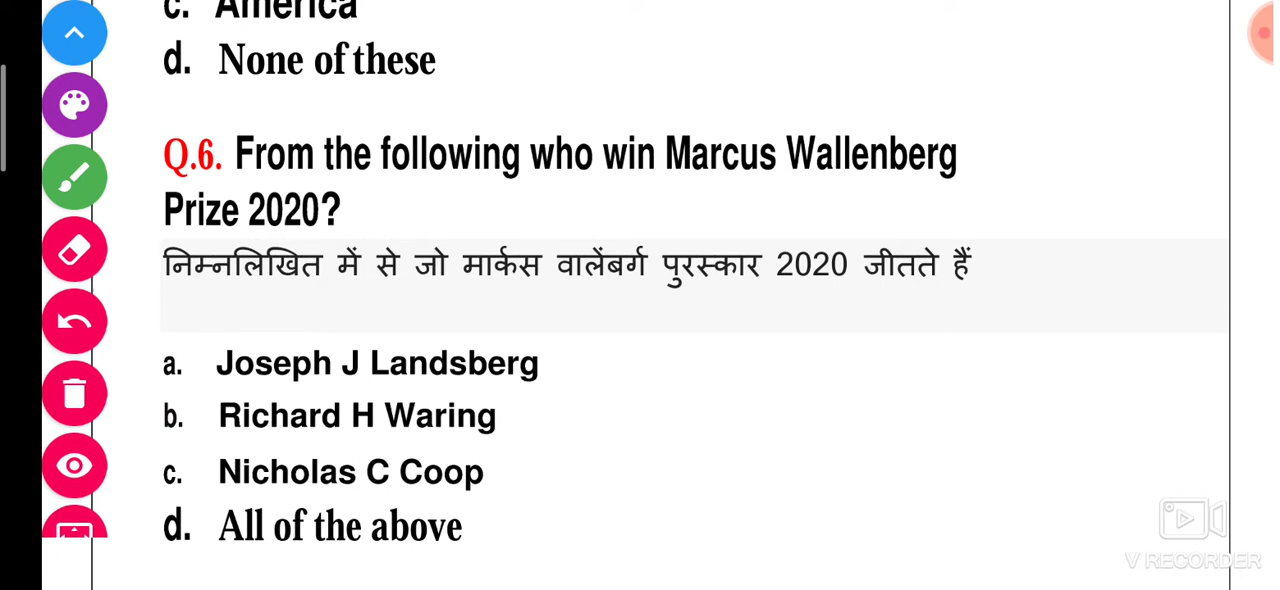 c. America
d. None of these
Q.6. From the following who win Marcus Wallenberg
Prize 2020?
निम्नलिखित में से जो मार्कस वालेंबर्ग पुरस्कार 2020 जीतते हैं
a. Joseph J Landsberg
b. Richard H Waring
c. Nicholas C Coop
d. All of the above
V RECORDER